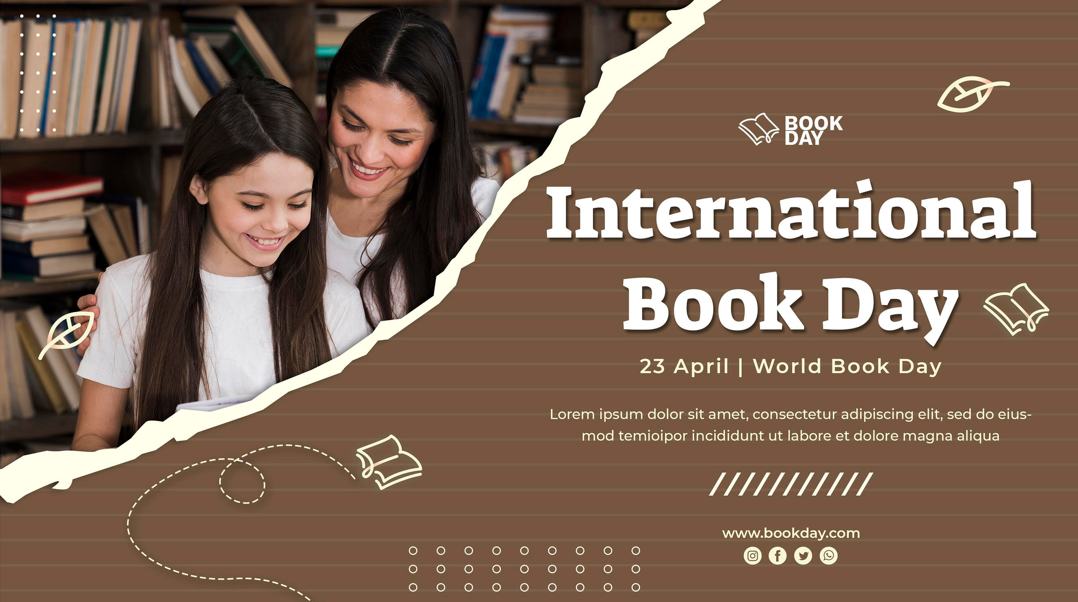 BOOK
DAY
International
Book Day
23 April | World Book Day
Lorem ipsum dolor sit amet, consectetur adipiscing elit, sed do eius-
mod temioipor incididunt ut labore et dolore magna aliqua
www.bookday.com